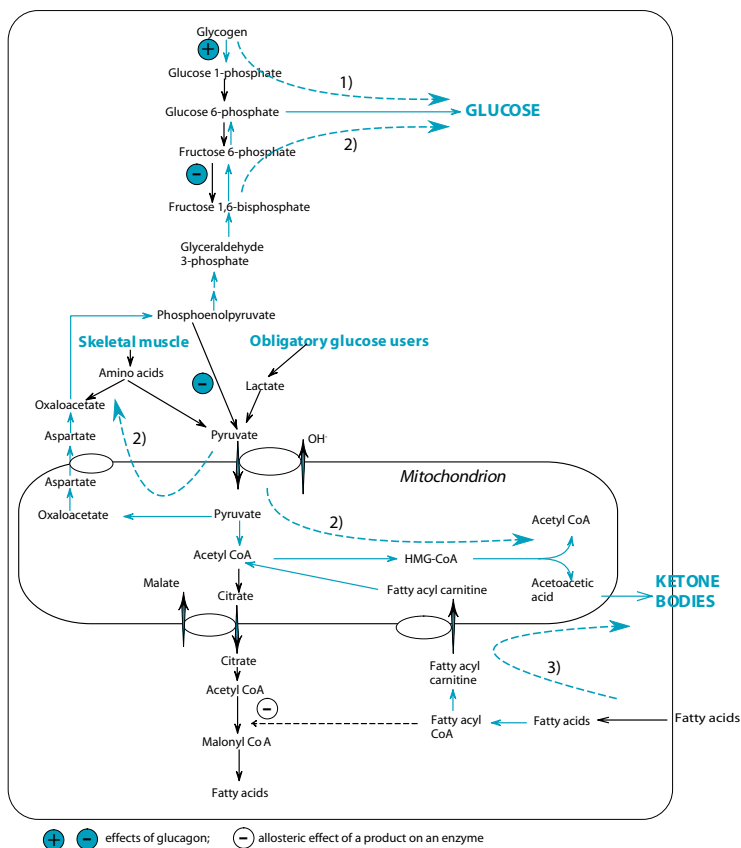 Glycogen
+
Glucose 1-phosphate
1)
Glucose 6-phosphate
GLUCOSE
2)
Fructose 6-phosphate
-
Fructose 1,6-bisphosphate
Glyceraldehyde
3-phosphate
Phosphoenolpyruvate
Skeletal muscle
Obligatory glucose users
Amino acids
-
Lactate
Oxaloacetate
Aspartate
2)
Pyruvate
OH-
Mitochondrion
Aspartate
Oxaloacetate
Pyruvate
2)
Acetyl CoA
Acetyl CoA
HMG-CoA
Malate
Citrate
Fatty acyl carnitine
Acetoacetic
acid
KETONE
BODIES
Citrate
Fatty acyl
carnitine
3)
Acetyl CoA
-
Fatty acyl
CoA
Fatty acids
Fatty acids
Malonyl Co A
Fatty acids
+ - effects of glucagon; - allosteric effect of a product on an enzyme